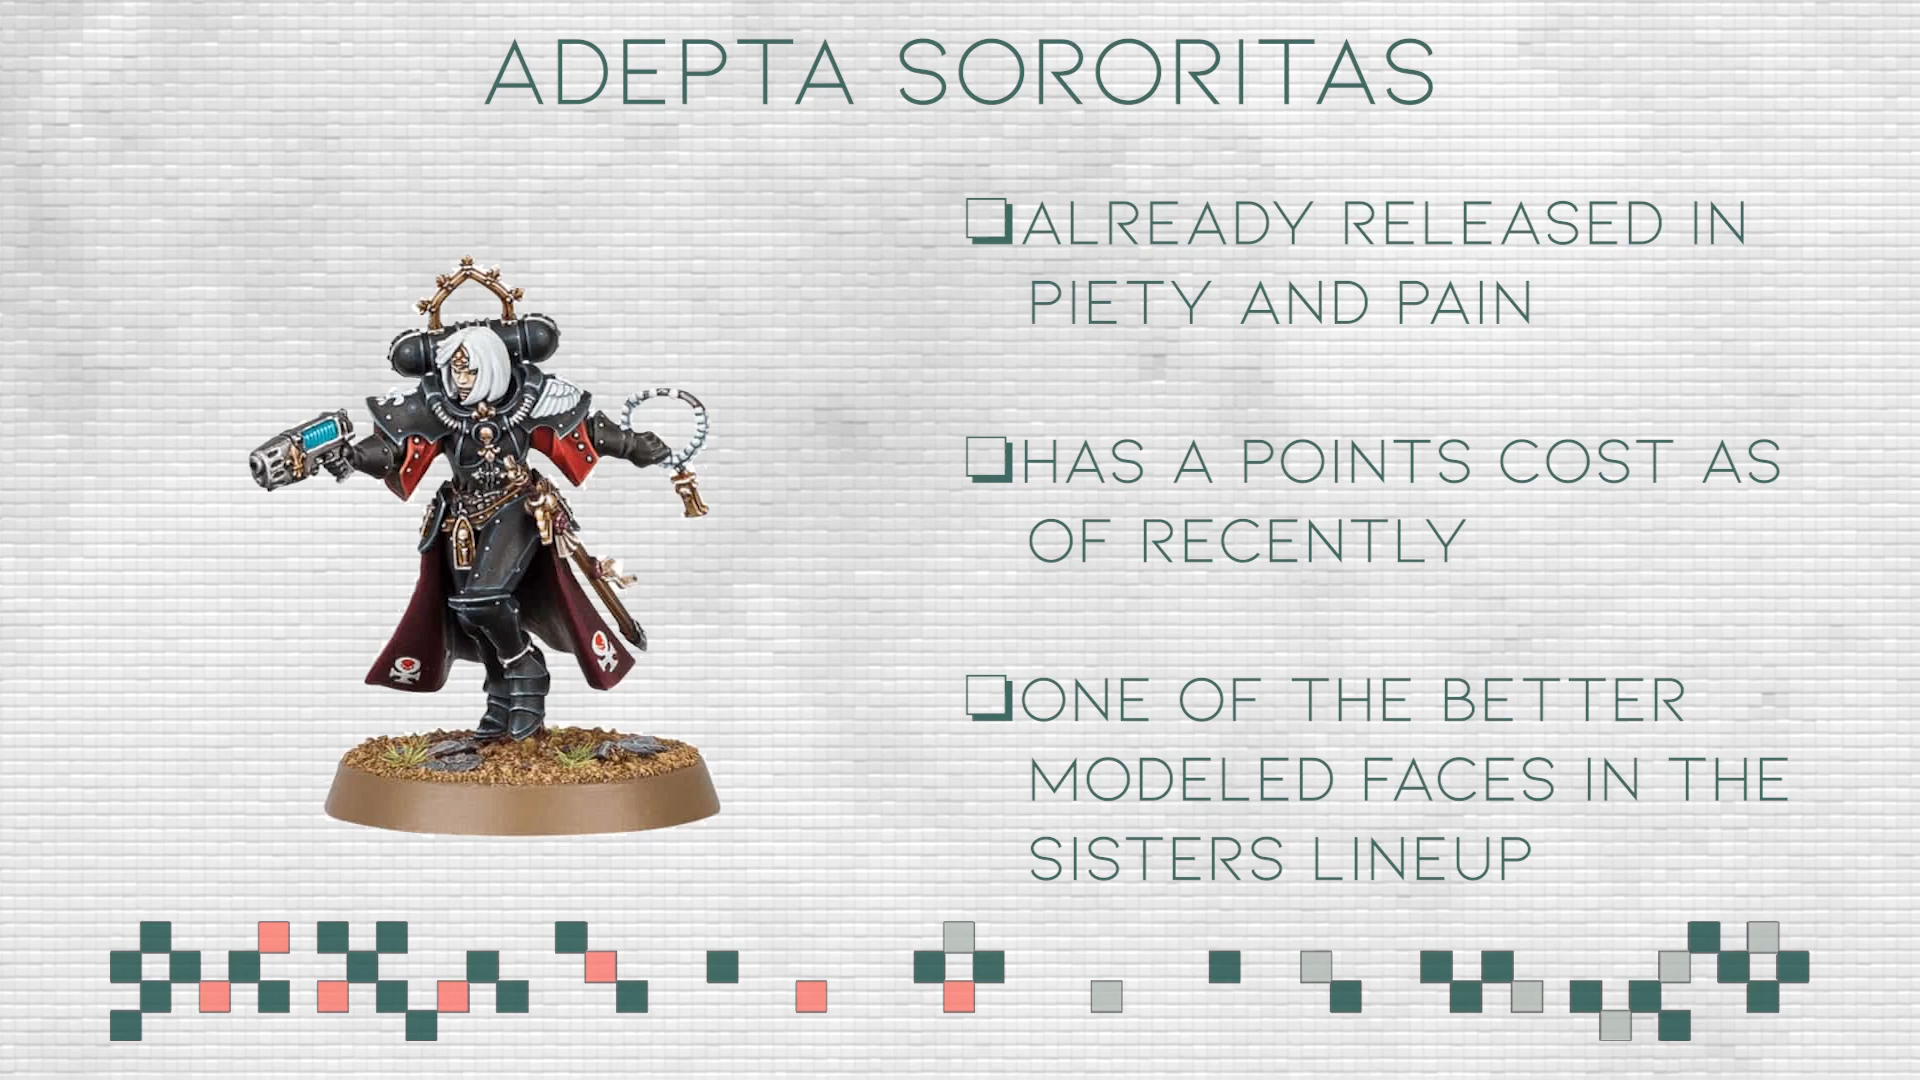 ADEPTA SORORITAS
ALREADY RELEASED IN
PIETY AND PAIN
HAS A POINTS COST AS
OF RECENTLY
ONE OF THE BETTER
MODELED FACES IN THE
SISTERS LINEUP